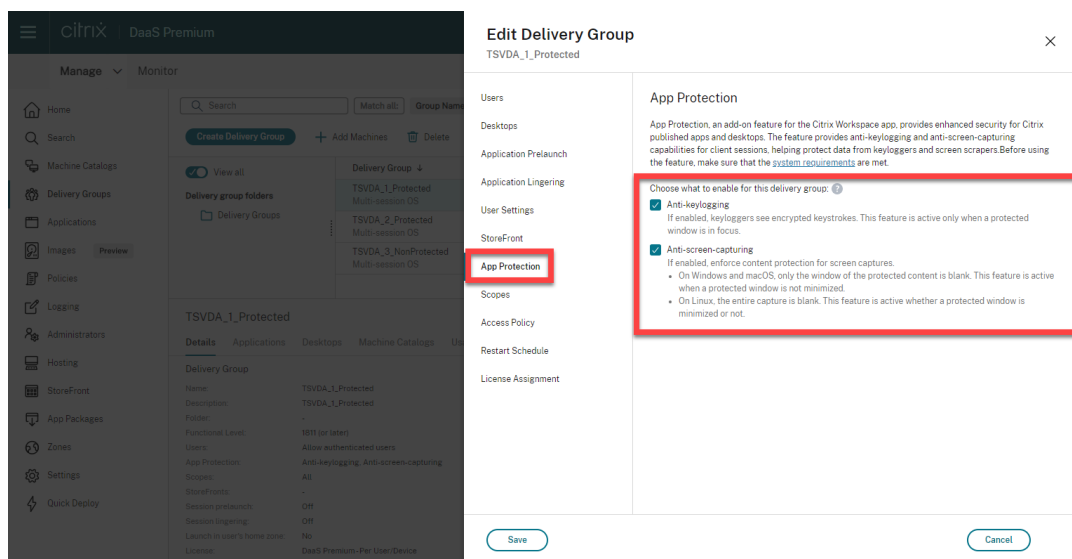 citrix | DaaS Premium
Manage
Monitor
Home
Search
Machine Catalogs
Delivery Groups
Applications
Images Preview
Policies
Logging
Administrators
Hosting
StoreFront
App Packages
Zones
Settings
Quick Deploy
Search
Match all:
Group Name
Create Delivery Group
Add Machines
Delete
View all
Delivery group folders
Delivery Groups
Delivery Group ↓
TSVDA_1_Protected
Multi-session OS
TSVDA_2_Protected
Multi-session OS
TSVDA_3_NonProtected
Multi-session OS
TSVDA_1_Protected
Details Applications Desktops Machine Catalogs
Delivery Group
Name: TSVDA_1_Protected
Description: TSVDA_1_Protected
Folder: -
Functional Level: 1811 (or later)
Users: Allow authenticated users
App Protection: Anti-keylogging, Anti-screen-capturing
Scopes: All
StoreFronts: -
Session prelaunch: Off
Session lingering: Off
Launch in user's home zone: No
License: DaaS Premium-Per User/Device
Edit Delivery Group
TSVDA_1_Protected
Users
Desktops
Application Prelaunch
Application Lingering
User Settings
StoreFront
App Protection
Scopes
Access Policy
Restart Schedule
License Assignment
App Protection
App Protection, an add-on feature for the Citrix Workspace app, provides enhanced security for Citrix
published apps and desktops. The feature provides anti-keylogging and anti-screen-capturing
capabilities for client sessions, helping protect data from keyloggers and screen scrapers.Before using
the feature, make sure that the system requirements are met.
Choose what to enable for this delivery group: ?
Anti-keylogging
If enabled, keyloggers see encrypted keystrokes. This feature is active only when a protected
window is in focus.
Anti-screen-capturing
If enabled, enforce content protection for screen captures.
• On Windows and macOS, only the window of the protected content is blank. This feature is active
when a protected window is not minimized.
• On Linux, the entire capture is blank. This feature is active whether a protected window is
minimized or not.
Save
Cancel